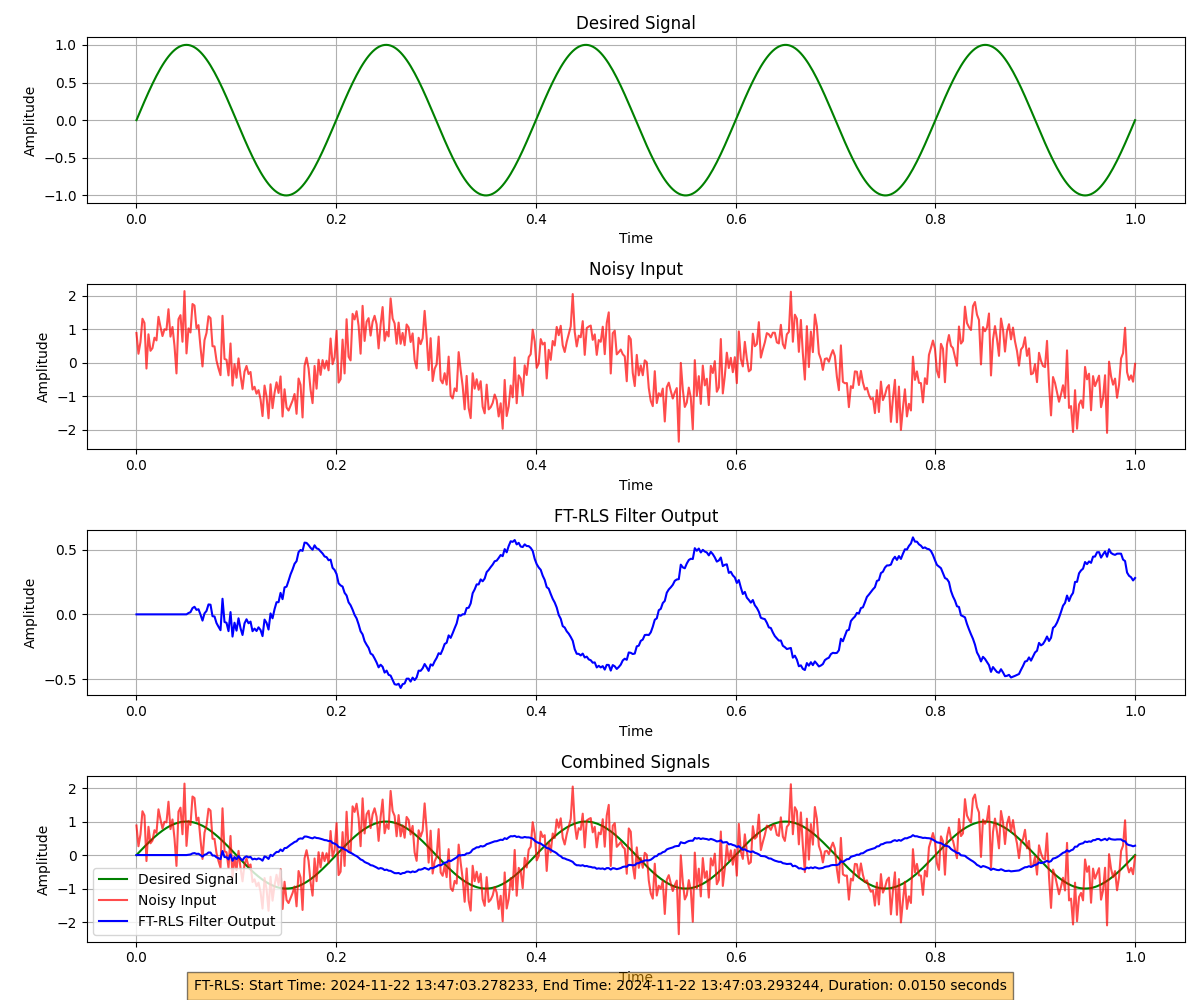 Desired Signal
1.0
0.5
0.0
−0.5
−1.0
Amplitude
0.0 0.2 0.4 0.6 0.8 1.0
Time
Noisy Input
2
1
0
−1
−2
Amplitude
0.0 0.2 0.4 0.6 0.8 1.0
Time
FT-RLS Filter Output
0.5
0.0
−0.5
Amplitude
0.0 0.2 0.4 0.6 0.8 1.0
Time
Combined Signals
2
1
0
−1
−2
Amplitude
Desired Signal
Noisy Input
FT-RLS Filter Output
0.0 0.2 0.4 0.6 0.8 1.0
Time
FT-RLS: Start Time: 2024-11-22 13:47:03.278233, End Time: 2024-11-22 13:47:03.293244, Duration: 0.0150 seconds